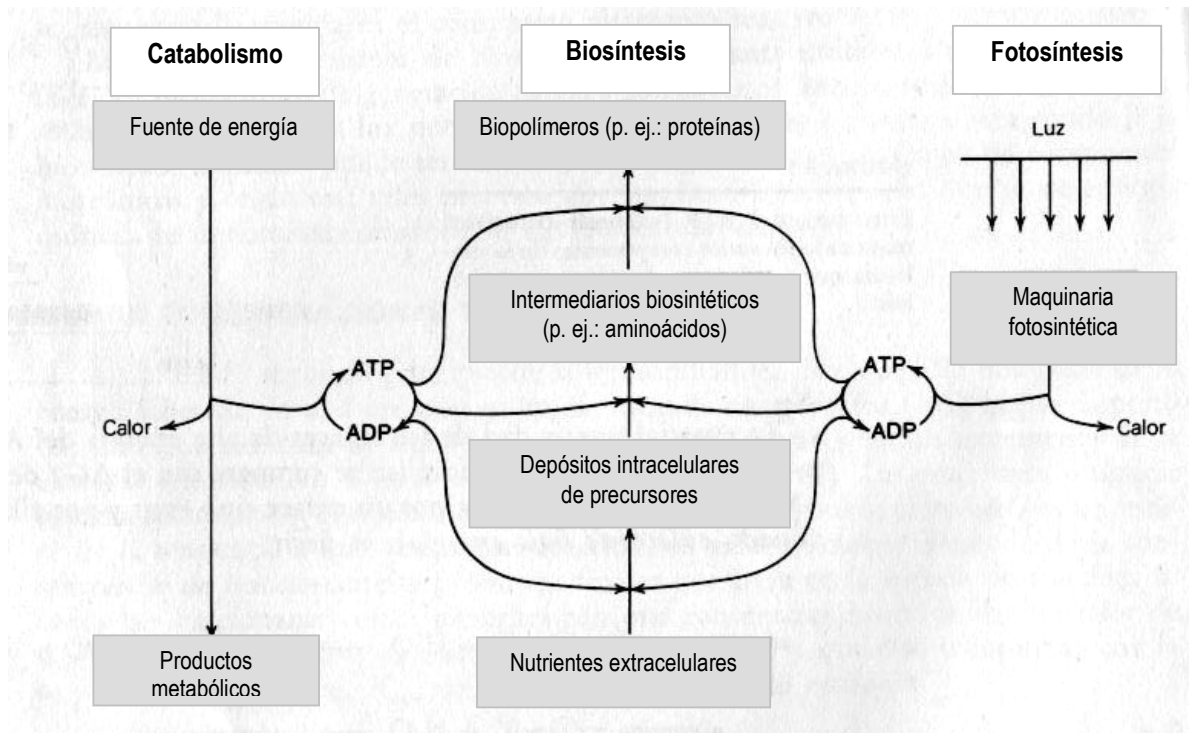 Catabolismo
Biosíntesis
Fotosíntesis
Fuente de energía
Biopolímeros (p. ej.: proteínas)
Luz
Intermediarios biosintéticos
(p. ej.: aminoácidos)
Maquinaria
fotosintética
ATP
ATP
Calor
ADP
ADP
Calor
Depósitos intracelulares
de precursores
Productos
metabólicos
Nutrientes extracelulares